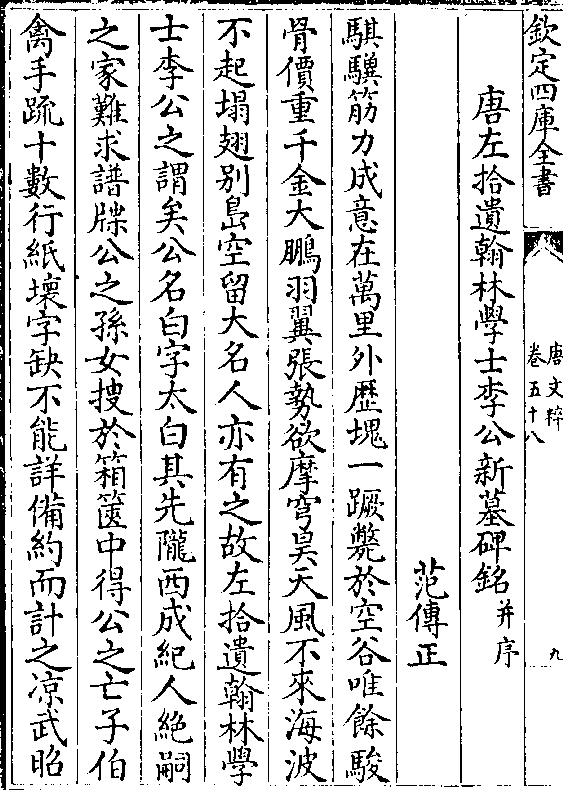 欽定四庫全書
唐文粹
卷五十八
九
唐左拾遺翰林學士李公新墓碑銘并序
范傳正
騏驥筋力成意在萬里外歷塊一蹶斃於空谷唯餘駿
骨價重千金大鵬羽翼張勢欲摩穹昊天風不來海波
不起塌翅別島空留大名人亦有之故左拾遺翰林學
士李公之謂矣公名白字太白其先隴西成紀人絶嗣
之家難求譜牒公之孫女搜於箱篋中得公之亡子伯
禽手疏十數行紙壞字缺不能詳備約而計之凉武昭